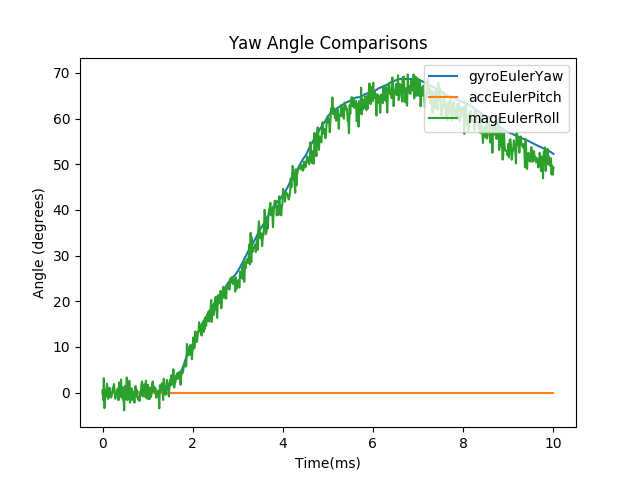 Yaw Angle Comparisons
gyroEulerYaw
accEulerPitch
magEulerRoll
70
60
50
40
30
20
10
0
Angle (degrees)
0 2 4 6 8 10
Time(ms)